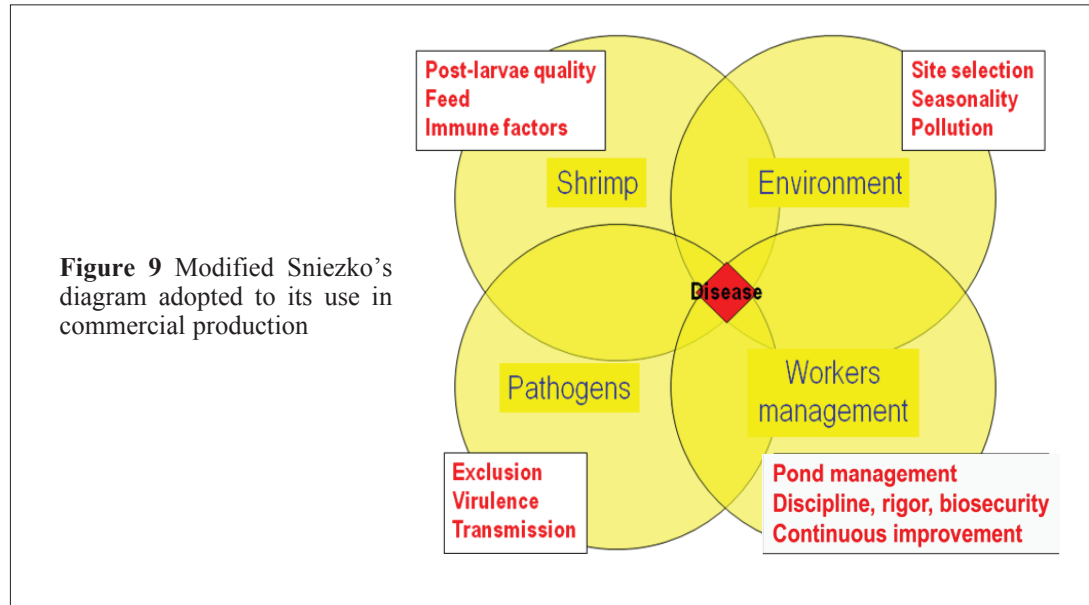 Post-larvae quality
Feed
Immune factors
Site selection
Seasonality
Pollution
Shrimp
Environment
Figure 9 Modified Sniezko’s
diagram adopted to its use in
commercial production
Disease
Pathogens
Workers
management
Exclusion
Virulence
Transmission
Pond management
Discipline, rigor, biosecurity
Continuous improvement